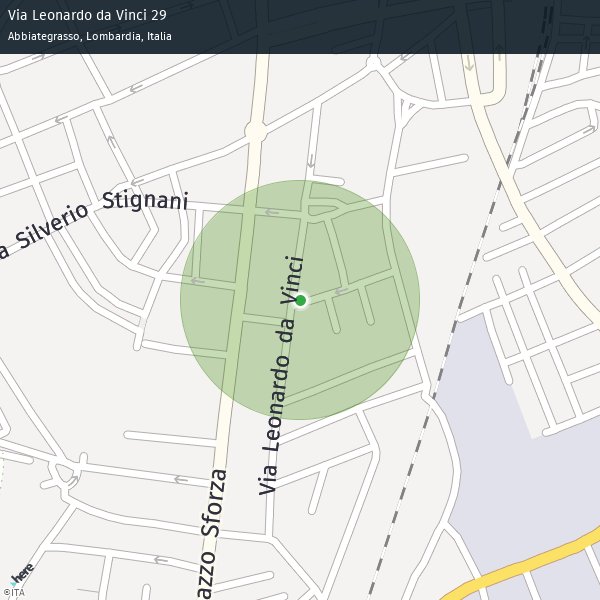 Via Leonardo da Vinci 29
Abbiategrasso, Lombardia, Italia
a Silverio Stignani
Via Leonardo da Vinci
azzo Sforza
here
©ITA